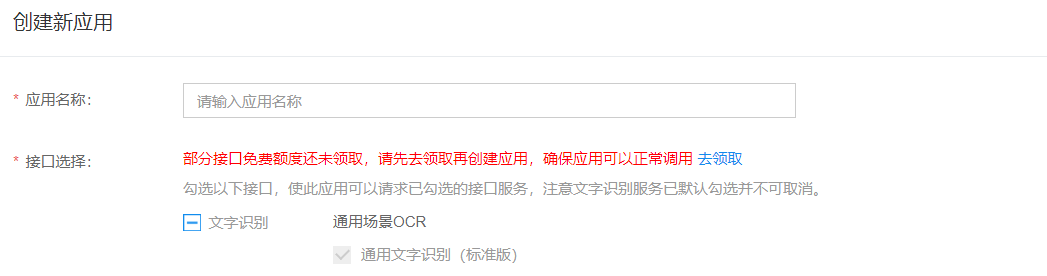 创建新应用
* 应用名称：
请输入应用名称
* 接口选择：
部分接口免费额度还未领取，请先去领取再创建应用，确保应用可以正常调用 去领取
勾选以下接口，使此应用可以请求已勾选的接口服务，注意文字识别服务已默认勾选并不可取消。
文字识别
通用场景OCR
通用文字识别（标准版）